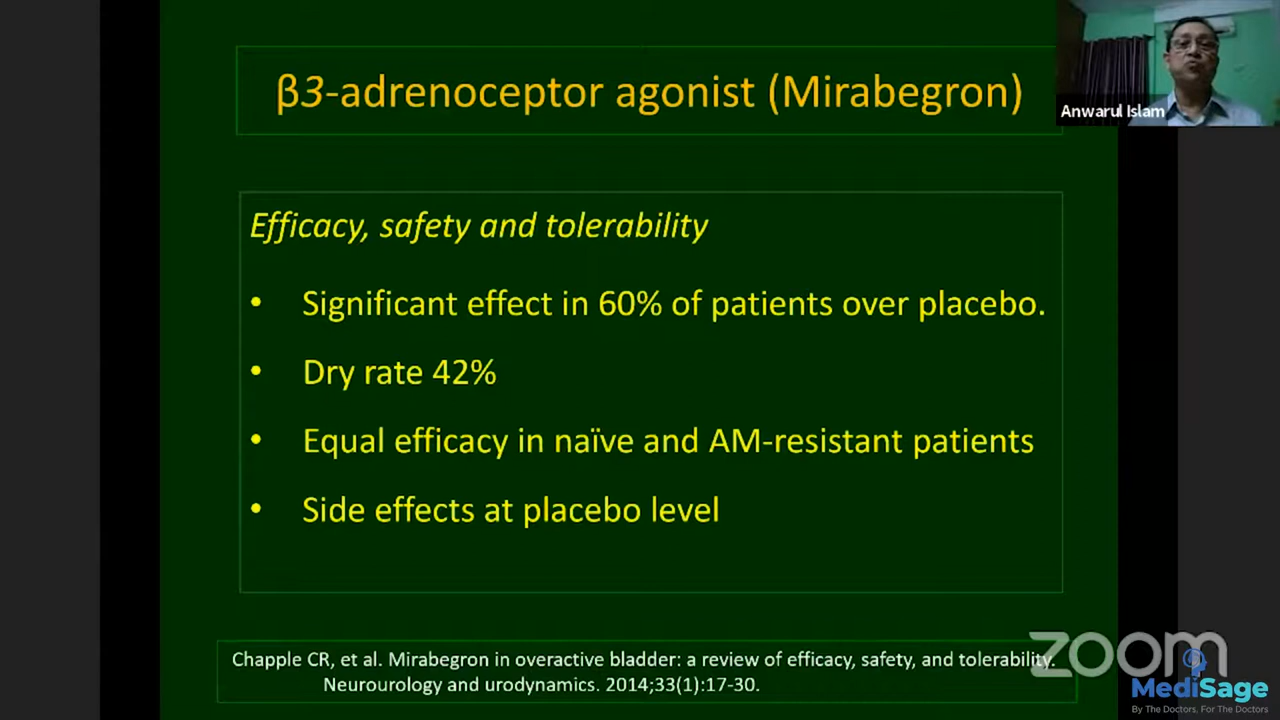 β3-adrenoceptor agonist (Mirabegron)
Anwarul Islam
Efficacy, safety and tolerability
• Significant effect in 60% of patients over placebo.
• Dry rate 42%
• Equal efficacy in naïve and AM-resistant patients
• Side effects at placebo level
Chapple CR, et al. Mirabegron in overactive bladder: a review of efficacy, safety, and tolerability.
Neurourology and urodynamics. 2014;33(1):17-30.
zoom
MediSage
By The Doctors, For The Doctors